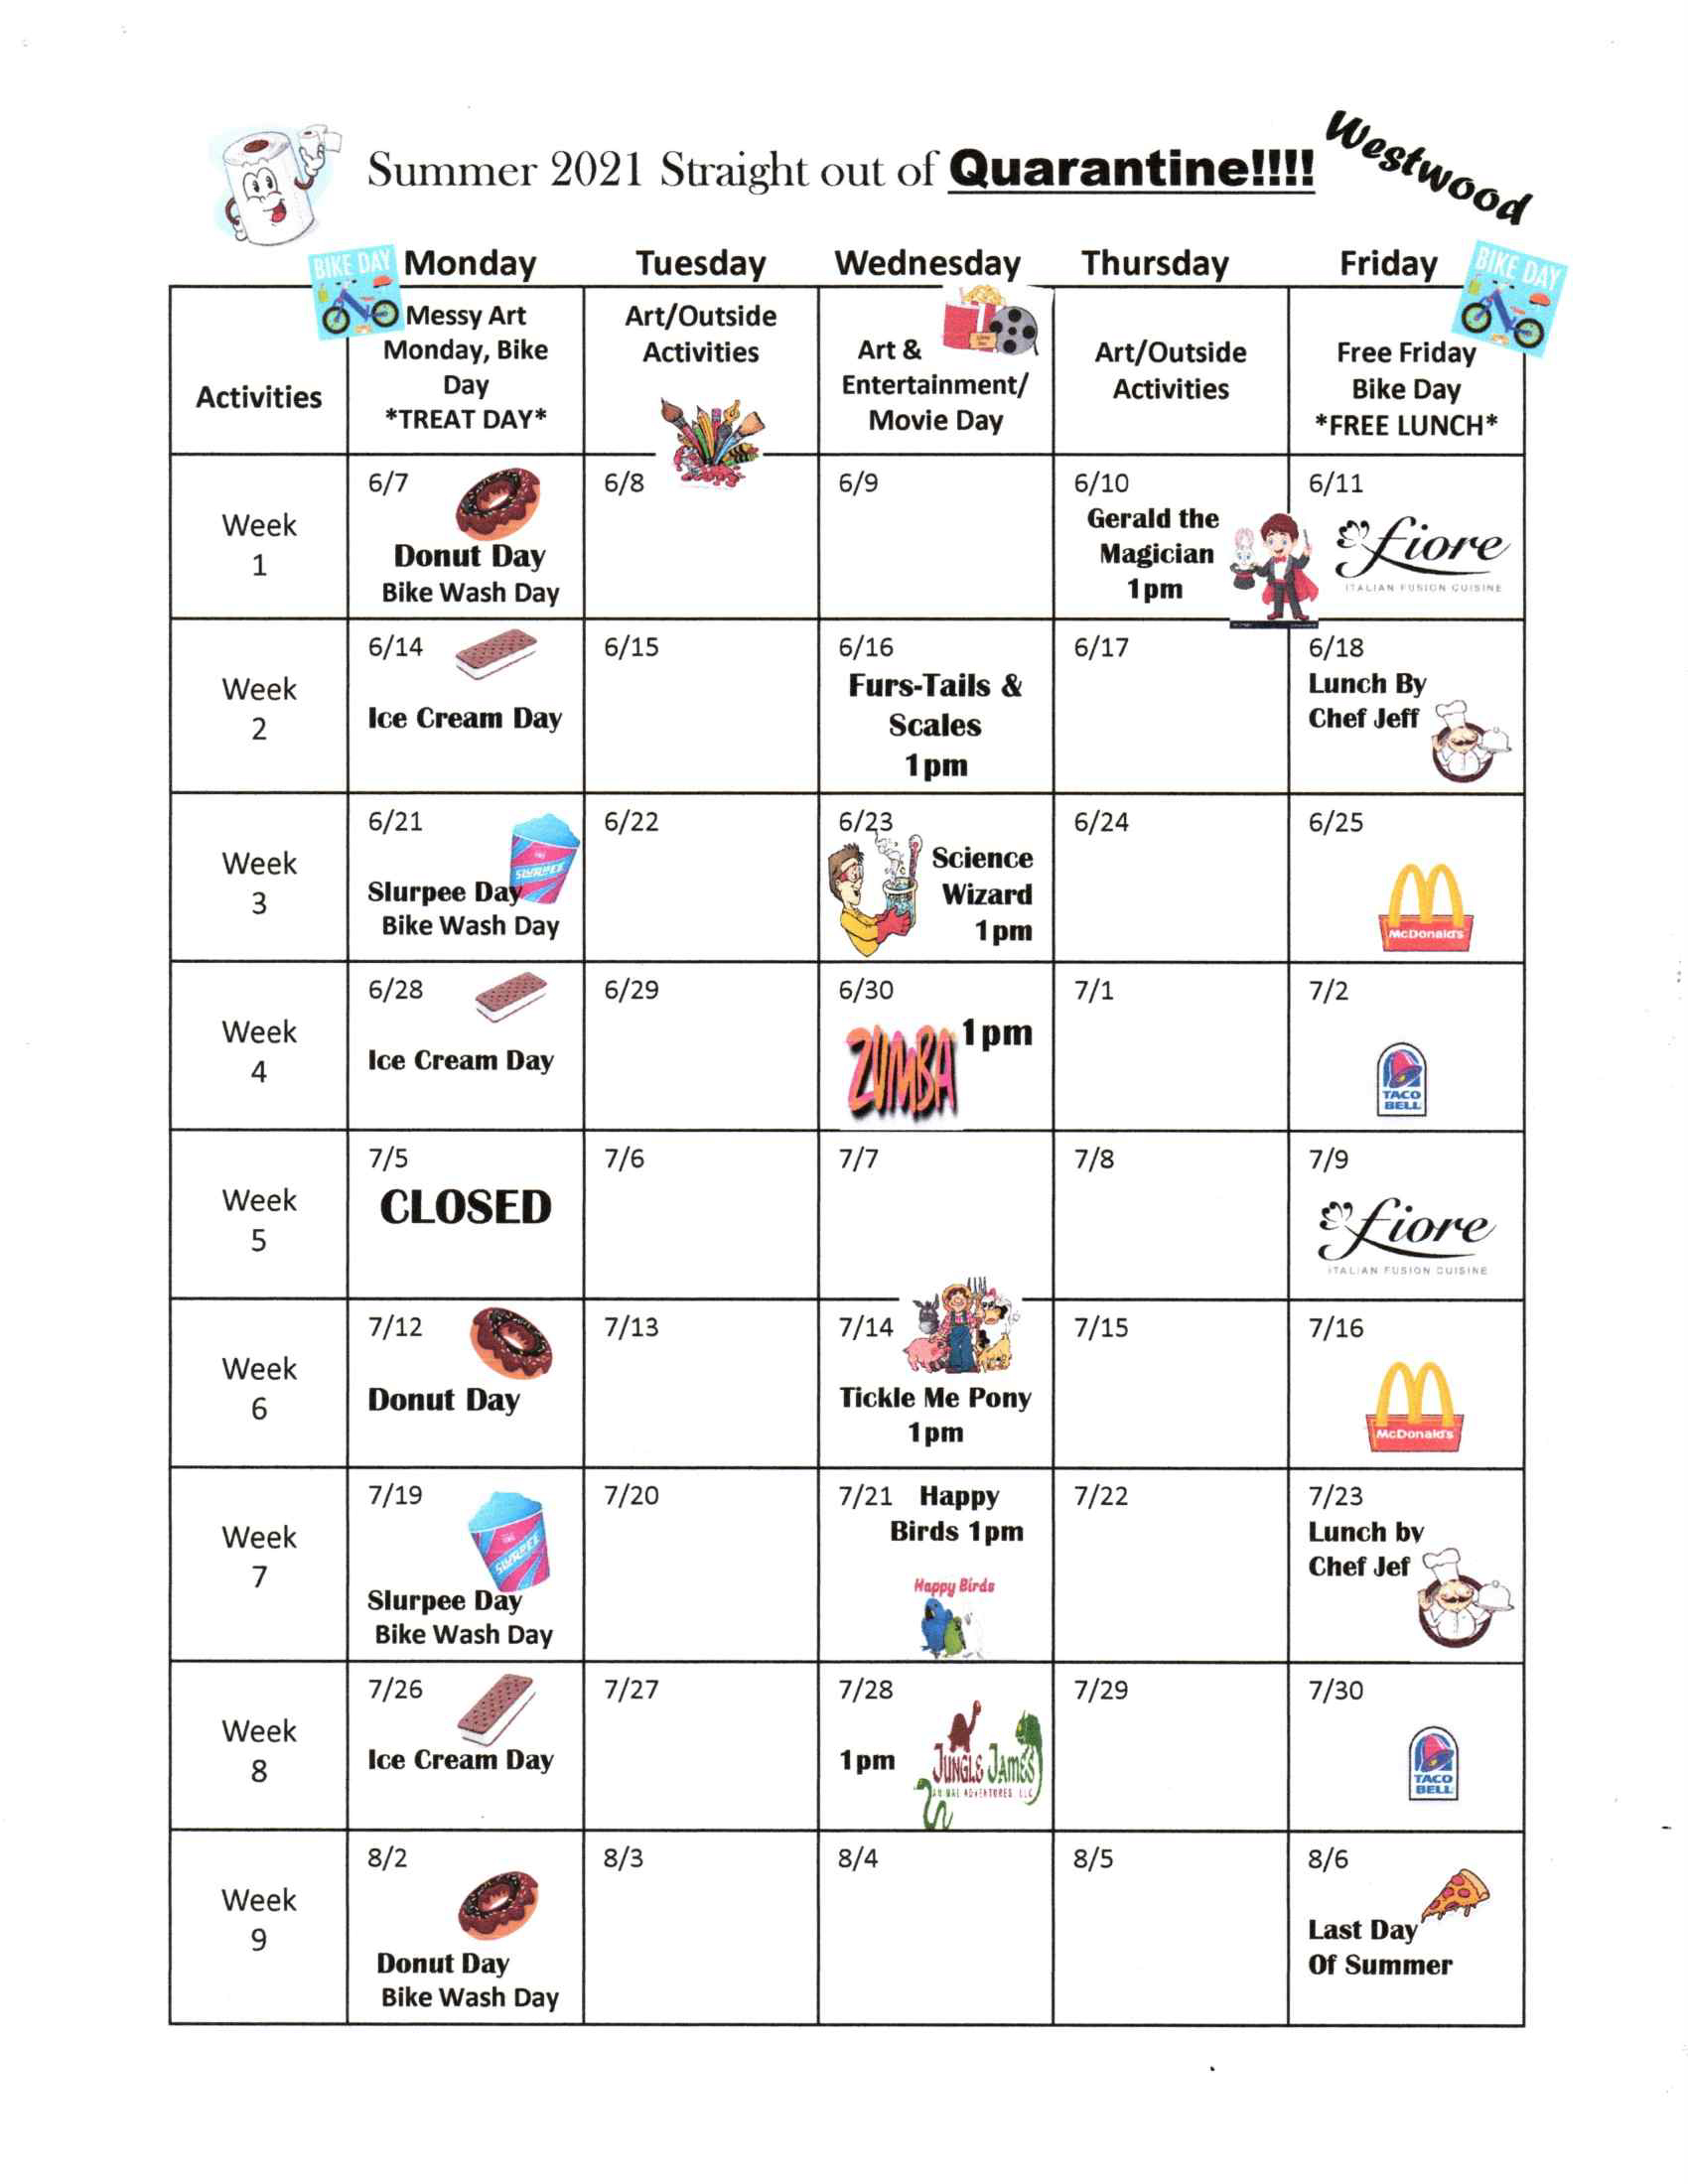 Summer 2021 Straight out of Quarantine!!!!
Westwood
BIKE DAY
Monday
Tuesday
Wednesday
Thursday
Friday
BIKE DAY
Activities
Messy Art
Monday, Bike
Day
*TREAT DAY*
Art/Outside
Activities
Art &
Entertainment/
Movie Day
Art/Outside
Activities
Free Friday
Bike Day
*FREE LUNCH*
Week
1
6/7
Donut Day
Bike Wash Day
6/8
6/9
6/10
Gerald the
Magician
1pm
6/11
fiore
ITALIAN FUSION CUISINE
Week
2
6/14
Ice Cream Day
6/15
6/16
Furs-Tails &
Scales
1pm
6/17
6/18
Lunch By
Chef Jeff
Week
3
6/21
SLURPEE
Slurpee Day
Bike Wash Day
6/22
6/23
Science
Wizard
1pm
6/24
6/25
McDonald's
Week
4
6/28
Ice Cream Day
6/29
6/30
1pm
ZUMBA
7/1
7/2
TACO
BELL
Week
5
7/5
CLOSED
7/6
7/7
7/8
7/9
fiore
ITALIAN FUSION CUISINE
Week
6
7/12
Donut Day
7/13
7/14
Tickle Me Pony
1pm
7/15
7/16
McDonald's
Week
7
7/19
SLURPEE
Slurpee Day
Bike Wash Day
7/20
7/21 Happy
Birds 1pm
Happy Birds
7/22
7/23
Lunch by
Chef Jef
Week
8
7/26
Ice Cream Day
7/27
7/28
1pm
JUNGLE JAMES
ANIMAL ADVENTURES LLC
7/29
7/30
TACO
BELL
Week
9
8/2
Donut Day
Bike Wash Day
8/3
8/4
8/5
8/6
Last Day
Of Summer